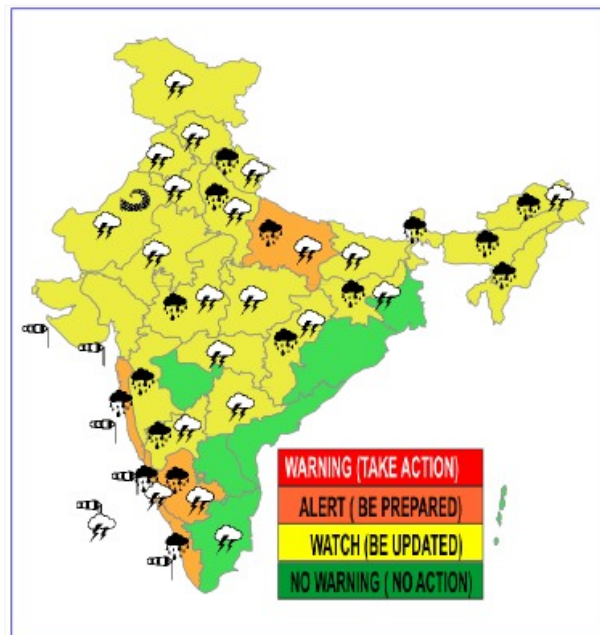 WARNING (TAKE ACTION)
ALERT ( BE PREPARED)
WATCH (BE UPDATED)
NO WARNING ( NO ACTION)